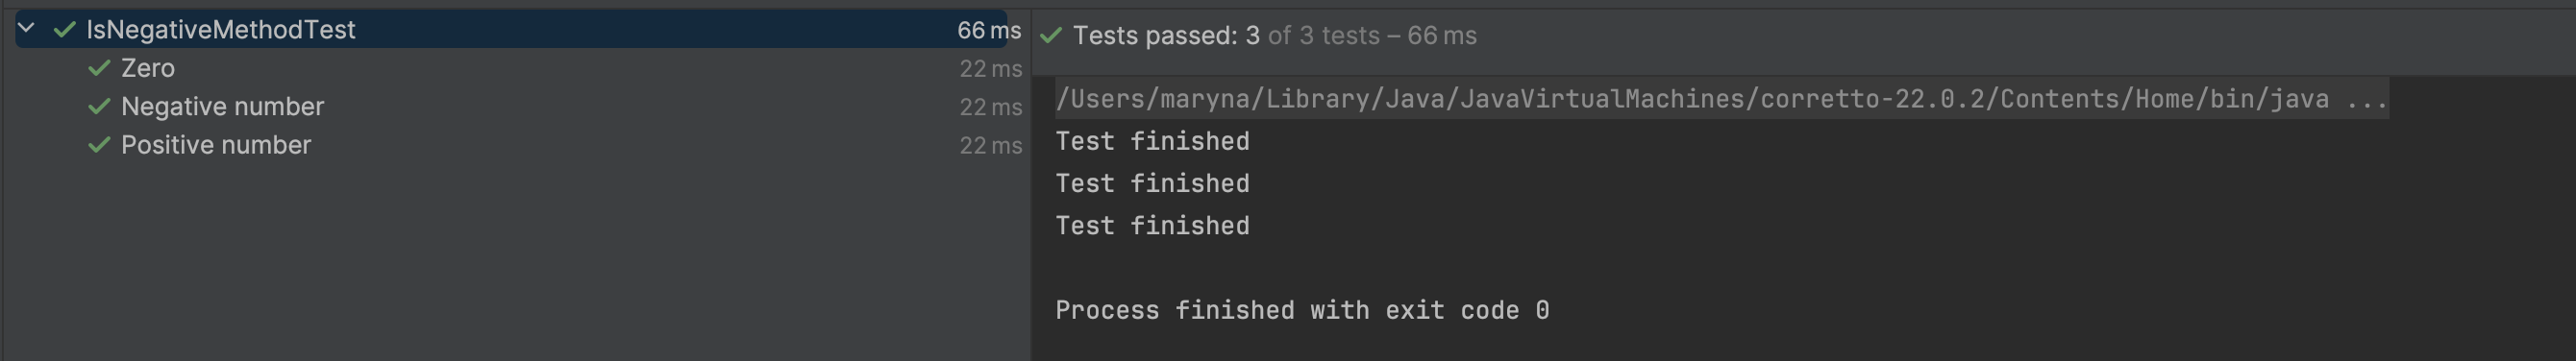 IsNegativeMethodTest 66 ms
Zero 22 ms
Negative number 22 ms
Positive number 22 ms
Tests passed: 3 of 3 tests – 66 ms
/Users/maryna/Library/Java/JavaVirtualMachines/corretto-22.0.2/Contents/Home/bin/java ...
Test finished
Test finished
Test finished
Process finished with exit code 0